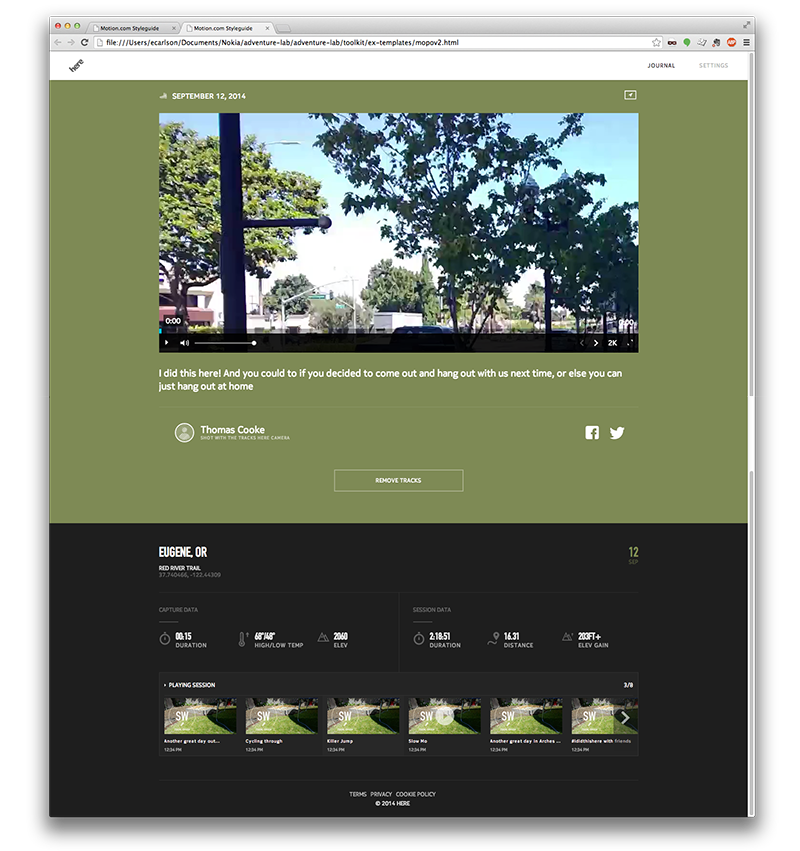 Motion.com Styleguide
Motion.com Styleguide
file:///Users/ecarlson/Documents/Nokia/adventure-lab/adventure-lab/toolkit/ex-templates/mopov2.html
here
JOURNAL
SETTINGS
SEPTEMBER 12, 2014
0:00
0:00
2K
I did this here! And you could to if you decided to come out and hang out with us next time, or else you can
just hang out at home
Thomas Cooke
SHOT WITH THE TRACKS HERE CAMERA
REMOVE TRACKS
EUGENE, OR
12
SEP
RED RIVER TRAIL
37.740466, -122.44309
CAPTURE DATA
00:15
DURATION
68°/48°
HIGH/LOW TEMP
2060
ELEV
SESSION DATA
2:18:51
DURATION
16.31
DISTANCE
203FT+
ELEV GAIN
PLAYING SESSION
3/8
SW
SW
SW
SW
SW
SW
Another great day out...
Cycling through
Killer Jump
Slow Mo
Another great day in Arches ...
#ididthishere with friends
12:34 PM
12:34 PM
12:34 PM
12:34 PM
12:34 PM
12:34 PM
TERMS PRIVACY COOKIE POLICY
© 2014 HERE